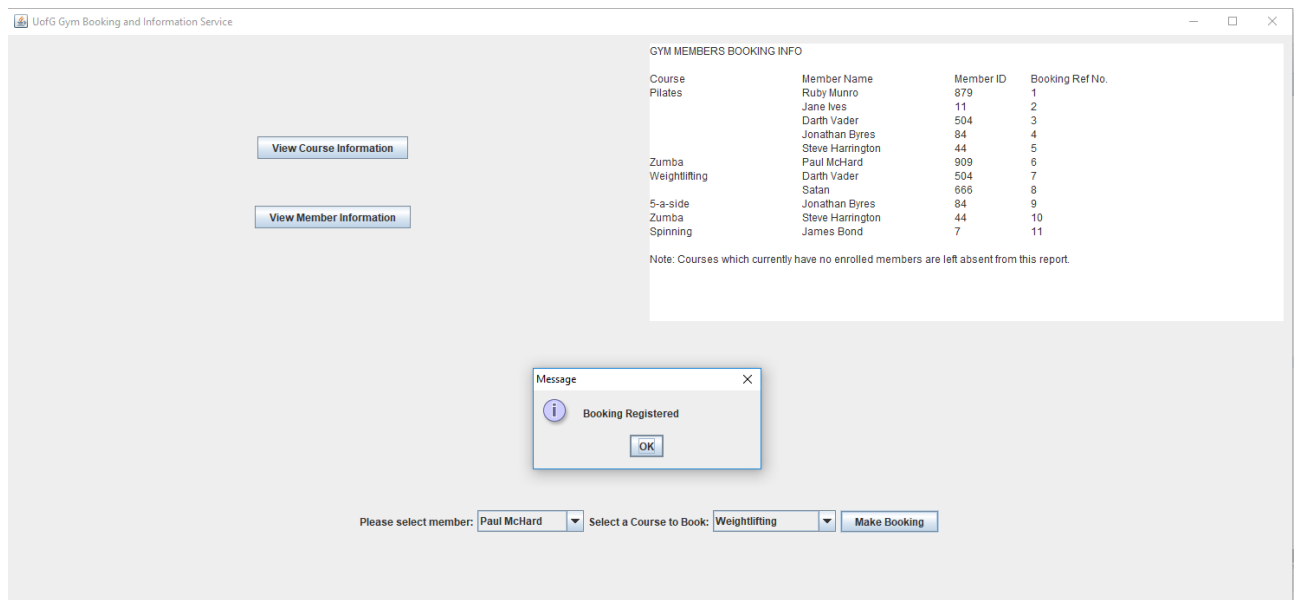 UofG Gym Booking and Information Service
View Course Information
View Member Information
GYM MEMBERS BOOKING INFO
Course Member Name Member ID Booking Ref No.
Pilates Ruby Munro 879 1
Jane Ives 11 2
Darth Vader 504 3
Jonathan Byres 84 4
Steve Harrington 44 5
Zumba Paul McHard 909 6
Weightlifting Darth Vader 504 7
Satan 666 8
5-a-side Jonathan Byres 84 9
Zumba Steve Harrington 44 10
Spinning James Bond 7 11
Note: Courses which currently have no enrolled members are left absent from this report.
Message
Booking Registered
OK
Please select member: Paul McHard Select a Course to Book: Weightlifting Make Booking